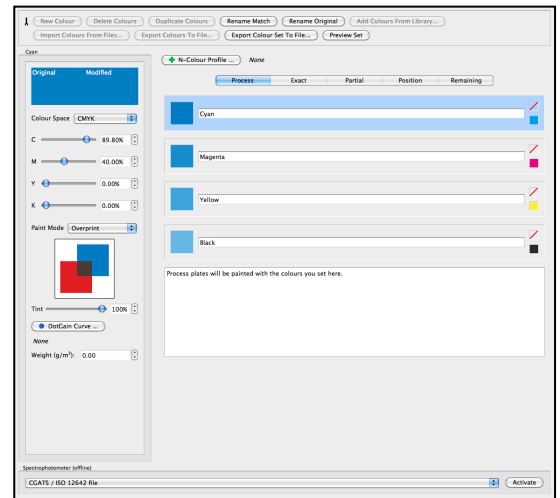 New Colour Delete Colours Duplicate Colours Rename Match Rename Original Add Colours From Library...
Import Colours From Files... Export Colours To File... Export Colour Set To File... Preview Set
Cyan
N-Colour Profile ... None
Original Modified
Process Exact Partial Position Remaining
Colour Space CMYK
Cyan
C 89.80%
M 40.00%
Magenta
Y 0.00%
K 0.00%
Yellow
Paint Mode Overprint
Black
Process plates will be painted with the colours you set here.
Tint 100%
DotGain Curve ...
None
Weight (g/m²): 0.00
Spectrophotometer (offline)
CGATS / ISO 12642 file Activate